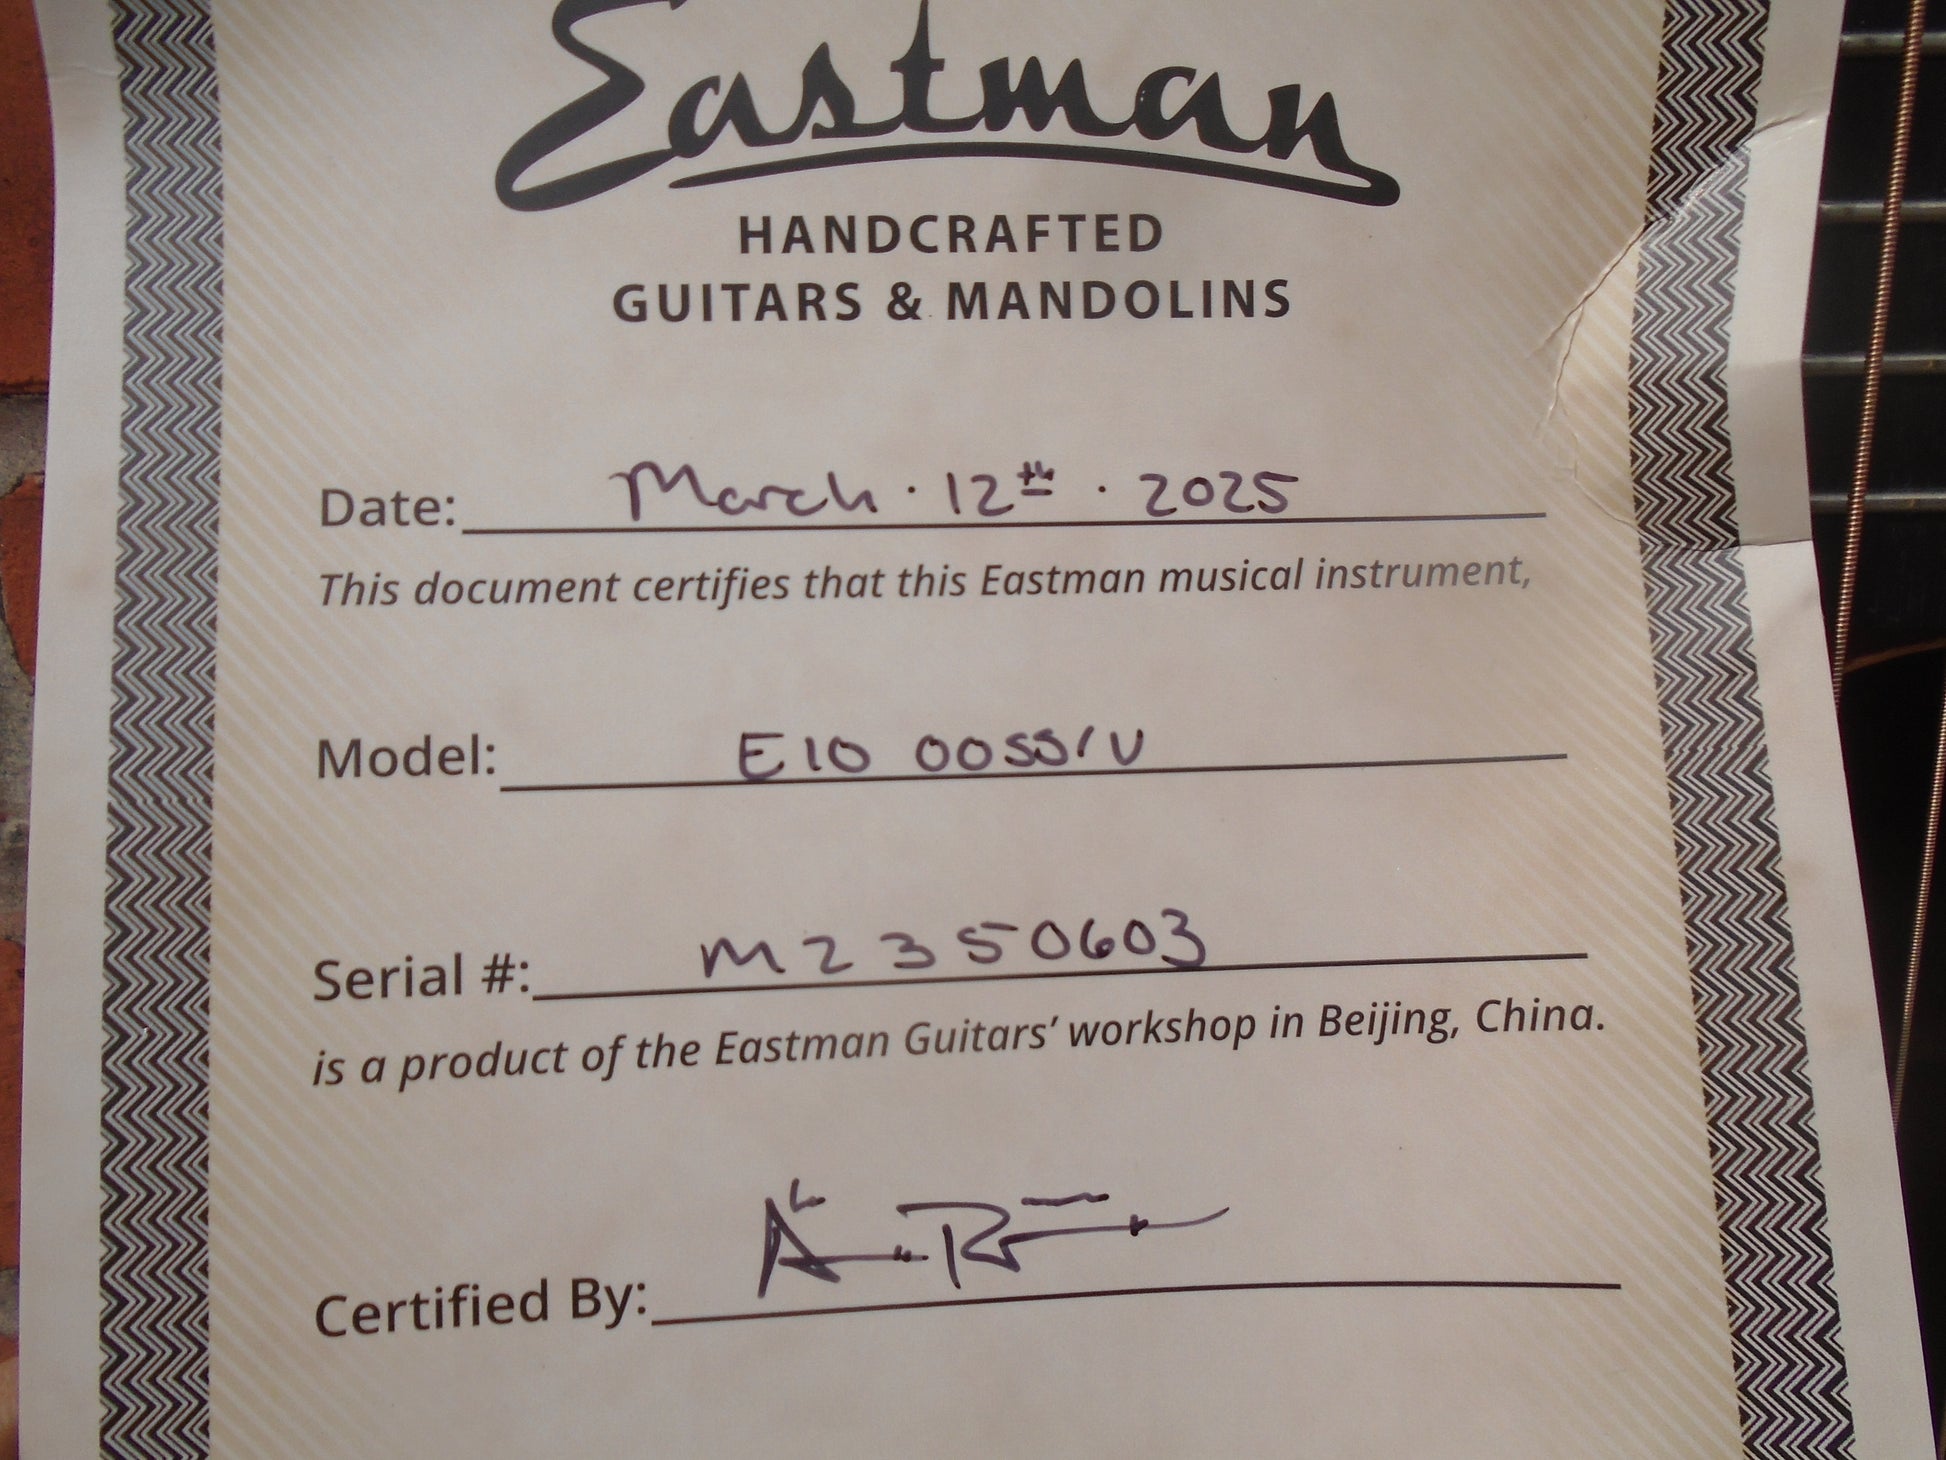 Eastman
HANDCRAFTED
GUITARS & MANDOLINS
Date: March · 12th · 2025
This document certifies that this Eastman musical instrument,
Model: E10 00SS/V
Serial #: M2350603
is a product of the Eastman Guitars’ workshop in Beijing, China.
Certified By: